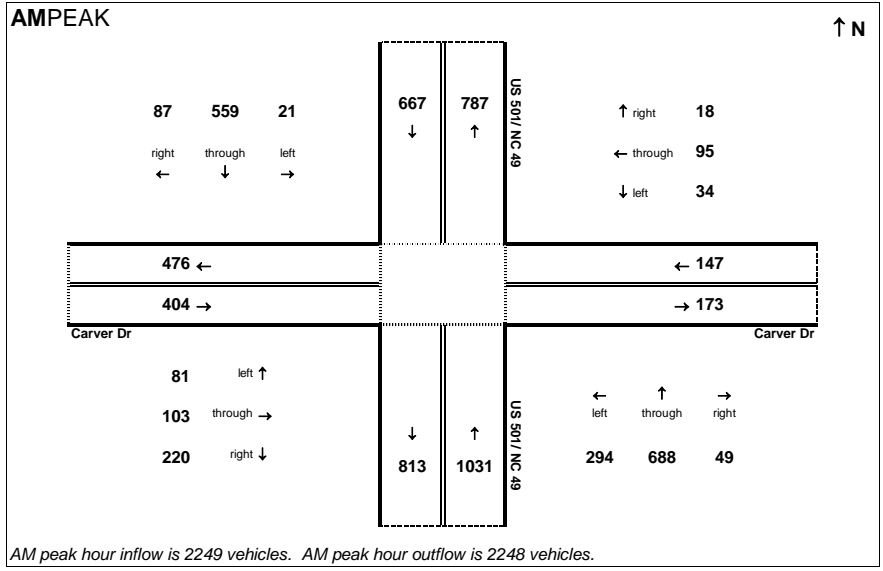 AMPEAK
↑ N
87 559 21
right through left
← ↓ →
667 787
↓ ↑
US 501/ NC 49
↑ right 18
← through 95
↓ left 34
476 ←
← 147
404 →
→ 173
Carver Dr
Carver Dr
81 left ↑
103 through →
220 right ↓
↓ ↑
813 1031
US 501/ NC 49
← ↑ →
left through right
294 688 49
AM peak hour inflow is 2249 vehicles. AM peak hour outflow is 2248 vehicles.